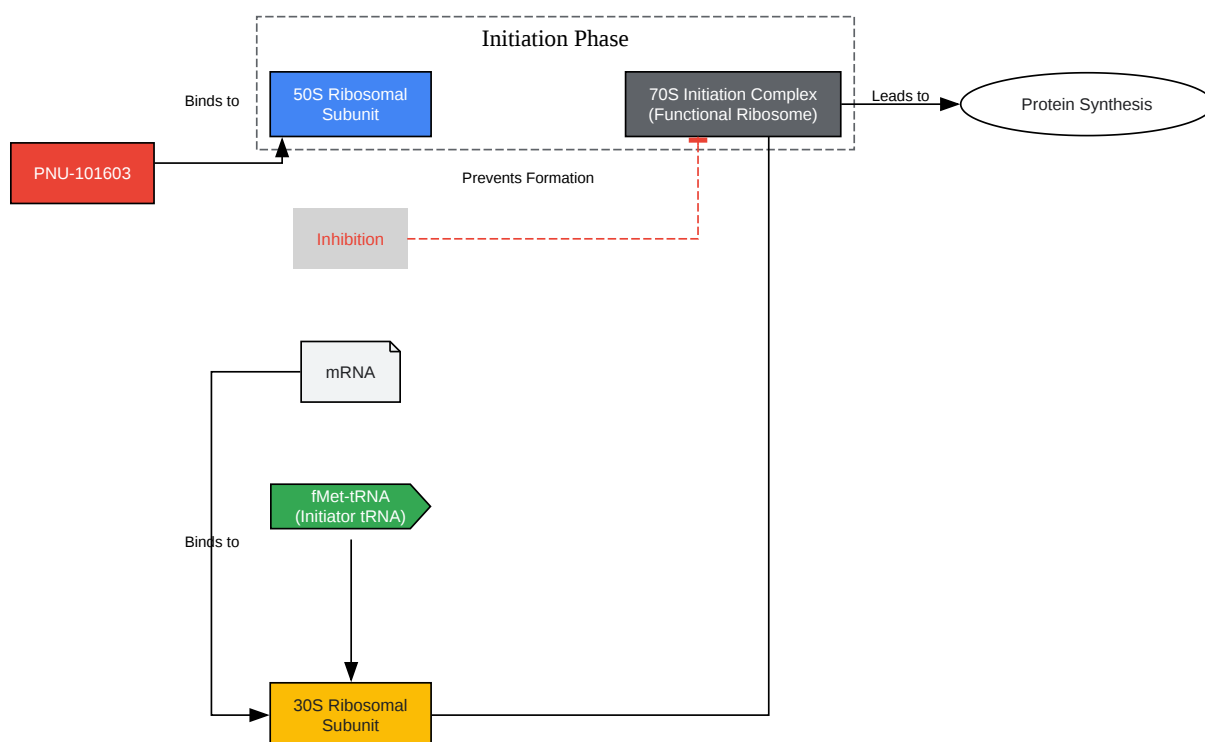 Initiation Phase
50S Ribosomal
Subunit
70S Initiation Complex
(Functional Ribosome)
Leads to
Protein Synthesis
Binds to
PNU-101603
Prevents Formation
Inhibition
mRNA
fMet-tRNA
(Initiator tRNA)
Binds to
30S Ribosomal
Subunit